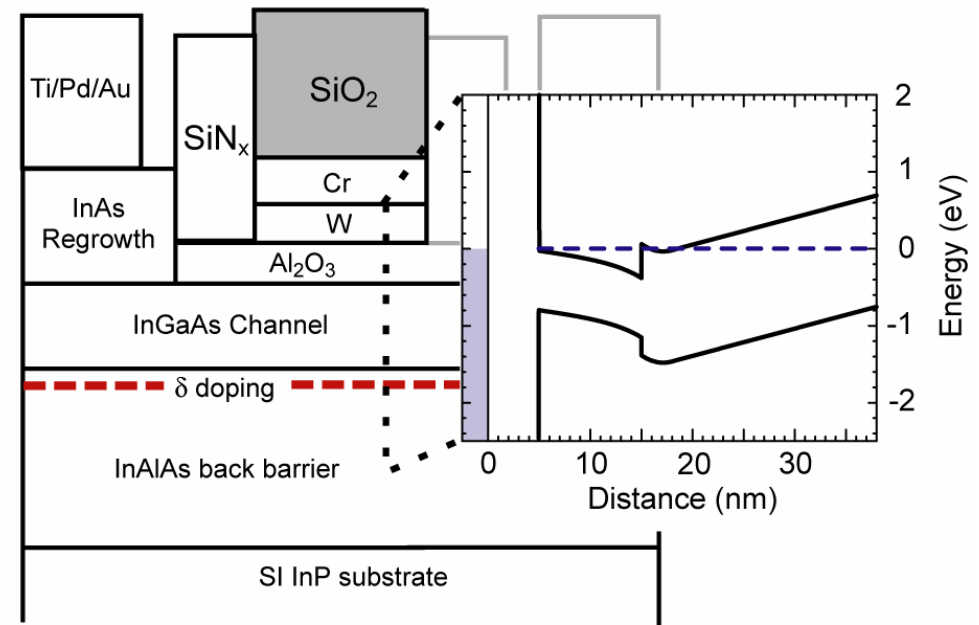 Ti/Pd/Au
SiNₓ
SiO₂
Cr
W
InAs
Regrowth
Al₂O₃
InGaAs Channel
δ doping
InAlAs back barrier
SI InP substrate
2
1
0
-1
-2
Energy (eV)
0 10 20 30
Distance (nm)